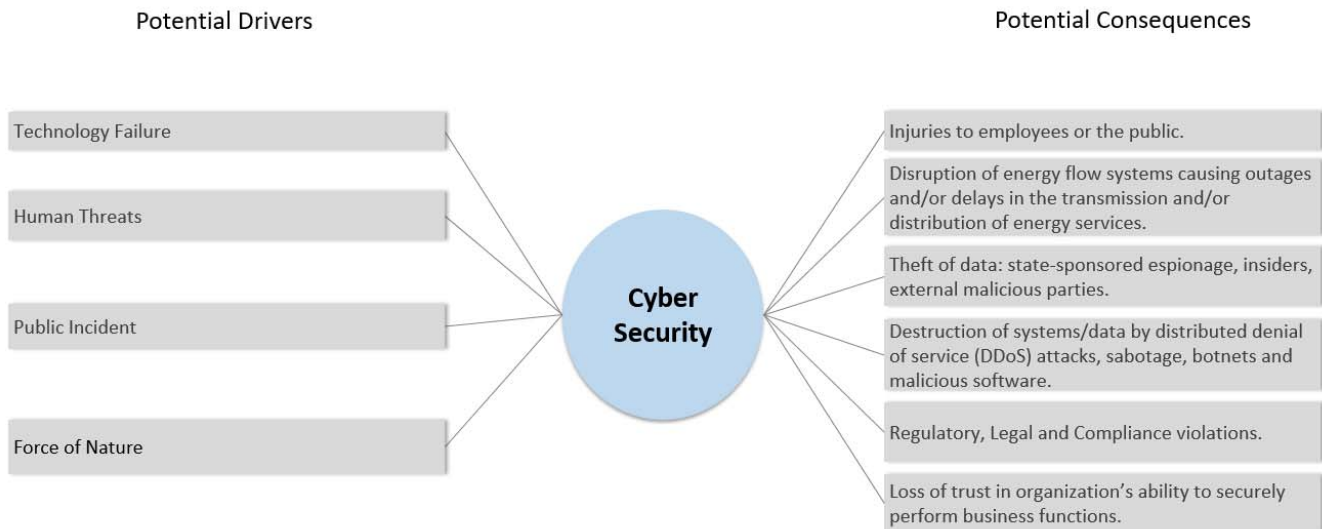 Potential Drivers
Potential Consequences
Technology Failure
Human Threats
Public Incident
Force of Nature
Cyber
Security
Injuries to employees or the public.
Disruption of energy flow systems causing outages
and/or delays in the transmission and/or
distribution of energy services.
Theft of data: state-sponsored espionage, insiders,
external malicious parties.
Destruction of systems/data by distributed denial
of service (DDoS) attacks, sabotage, botnets and
malicious software.
Regulatory, Legal and Compliance violations.
Loss of trust in organization’s ability to securely
perform business functions.